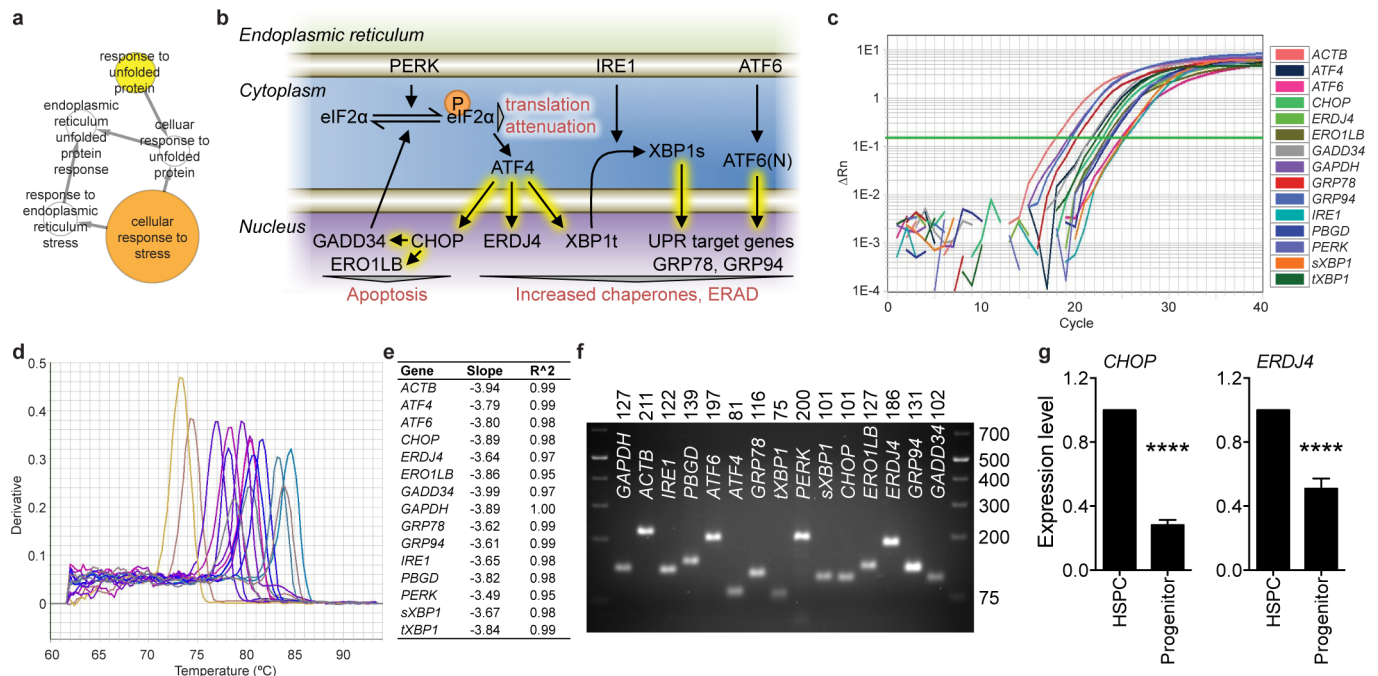 a
response to
unfolded
protein
endoplasmic
reticulum
unfolded
protein
response
celluar
response to
unfolded
protein
response to
endoplasmic
reticulum
stress
cellular
response to
stress
b
Endoplasmic reticulum
PERK IRE1 ATF6
Cytoplasm
P
eIF2α eIF2α translation
attenuation
ATF4 XBP1s ATF6(N)
Nucleus
GADD34 CHOP ERDJ4 XBP1t UPR target genes
ERO1LB GRP78, GRP94
Apoptosis Increased chaperones, ERAD
c
1E1
1
1E-1
1E-2
1E-3
1E-4
ΔRn
0 10 20 30 40
Cycle
ACTB
ATF4
ATF6
CHOP
ERDJ4
ERO1LB
GADD34
GAPDH
GRP78
GRP94
IRE1
PBGD
PERK
sXBP1
tXBP1
d
0.5
0.4
0.3
0.2
0.1
0
Derivative
60 65 70 75 80 85 90
Temperature (ºC)
e
Gene Slope R^2
ACTB -3.94 0.99
ATF4 -3.79 0.99
ATF6 -3.80 0.98
CHOP -3.89 0.98
ERDJ4 -3.64 0.97
ERO1LB -3.86 0.95
GADD34 -3.99 0.97
GAPDH -3.89 1.00
GRP78 -3.62 0.99
GRP94 -3.61 0.99
IRE1 -3.65 0.98
PBGD -3.82 0.98
PERK -3.49 0.95
sXBP1 -3.67 0.98
tXBP1 -3.84 0.99
f
127 211 122 139 197 81 116 75 200 101 101 127 186 131 102
GAPDH ACTB IRE1 PBGD ATF6 ATF4 GRP78 tXBP1 PERK sXBP1 CHOP ERO1LB ERDJ4 GRP94 GADD34
700
500
400
300
200
75
g
CHOP
Expression level
1.2
0.8
0.4
0.0
****
HSPC Progenitor
ERDJ4
1.2
0.8
0.4
0.0
****
HSPC Progenitor